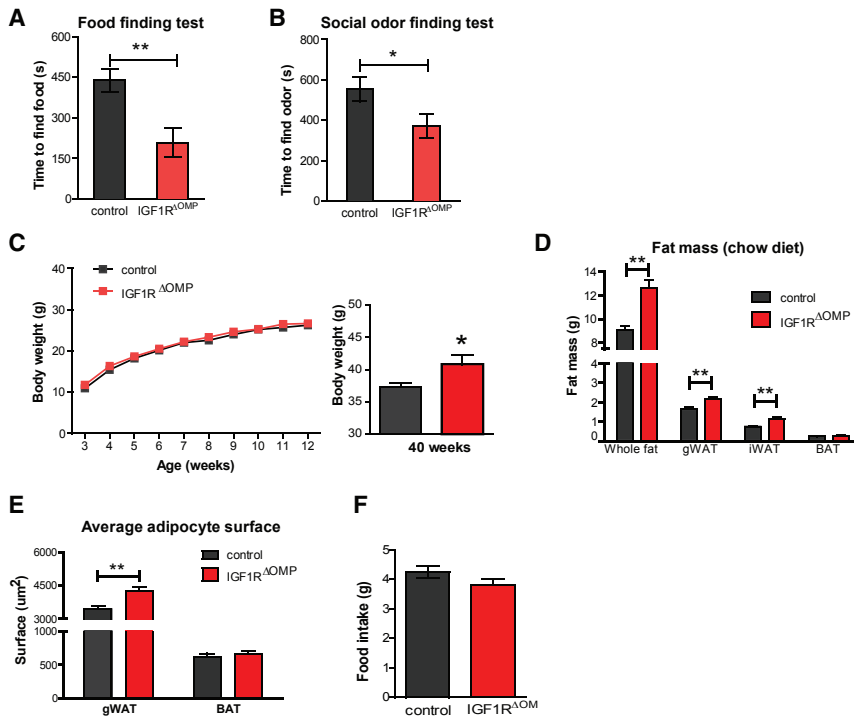 A
Food finding test
600
450
300
150
0
Time to find food (s)
**
control
IGF1RΔOMP
B
Social odor finding test
800
600
400
200
0
Time to find odor (s)
*
control
IGF1RΔOMP
C
control
IGF1R ΔOMP
40
30
20
10
0
Body weight (g)
3 4 5 6 7 8 9 10 11 12
Age (weeks)
50
45
40
35
30
Body weight (g)
*
40 weeks
D
Fat mass (chow diet)
control
IGF1RΔOMP
14
12
10
8
4
3
2
1
0
Fat mass (g)
**
**
**
Whole fat gWAT iWAT BAT
E
Average adipocyte surface
control
IGF1RΔOMP
6000
4500
3000
1000
500
0
Surface (um2)
**
gWAT BAT
F
5
4
3
2
1
0
Food intake (g)
control IGF1RΔOM